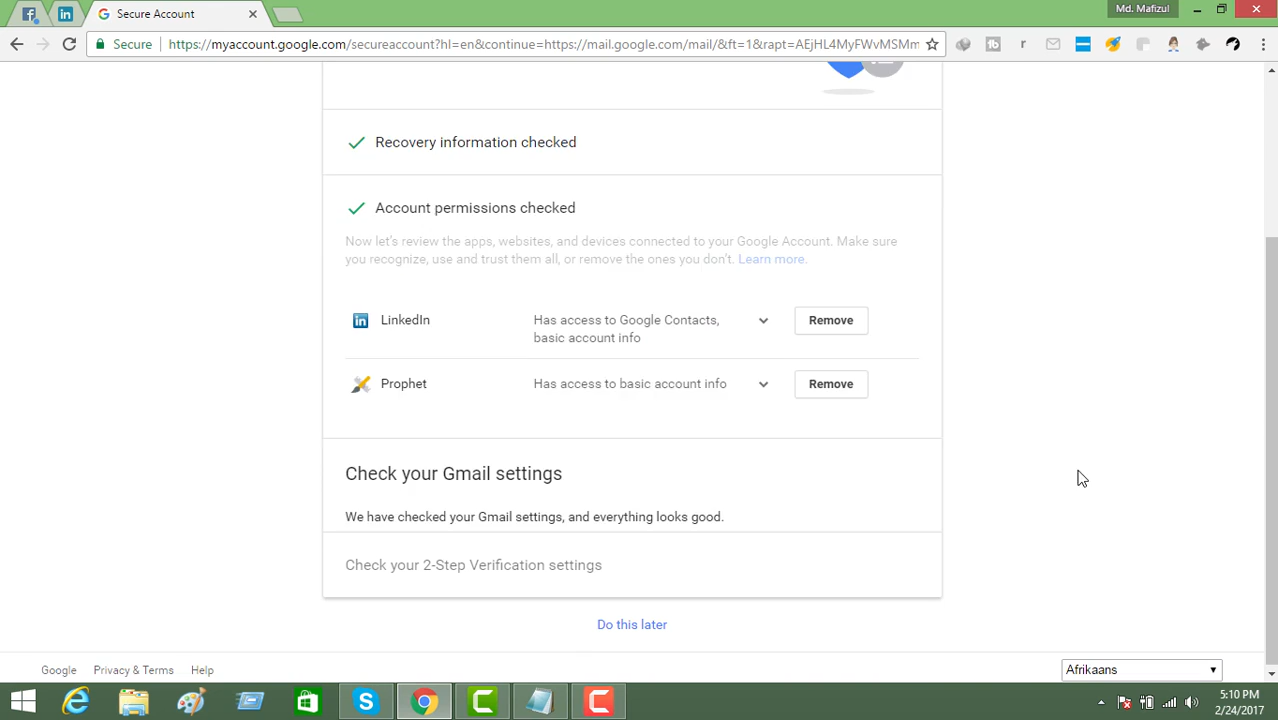 Secure Account
Md. Mafizul
Secure
https://myaccount.google.com/secureaccount?hl=en&continue=https://mail.google.com/mail/&ft=1&rapt=AEjHL4MyFWvMSMm
Recovery information checked
Account permissions checked
Now let's review the apps, websites, and devices connected to your Google Account. Make sure
you recognize, use and trust them all, or remove the ones you don't. Learn more.
LinkedIn
Has access to Google Contacts,
basic account info
Remove
Prophet
Has access to basic account info
Remove
Check your Gmail settings
We have checked your Gmail settings, and everything looks good.
Check your 2-Step Verification settings
Do this later
Google
Privacy & Terms
Help
Afrikaans
5:10 PM
2/24/2017